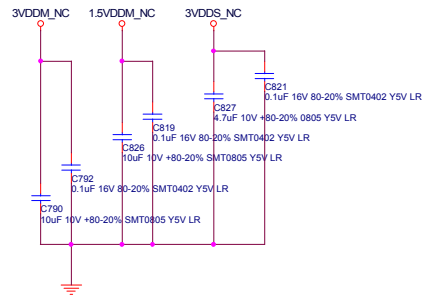 3VDDM_NC
1.5VDDM_NC
3VDDS_NC
C821
0.1uF 16V 80-20% SMT0402 Y5V LR
C827
4.7uF 10V +80-20% 0805 Y5V LR
C819
0.1uF 16V 80-20% SMT0402 Y5V LR
C826
10uF 10V +80-20% SMT0805 Y5V LR
C792
0.1uF 16V 80-20% SMT0402 Y5V LR
C790
10uF 10V +80-20% SMT0805 Y5V LR